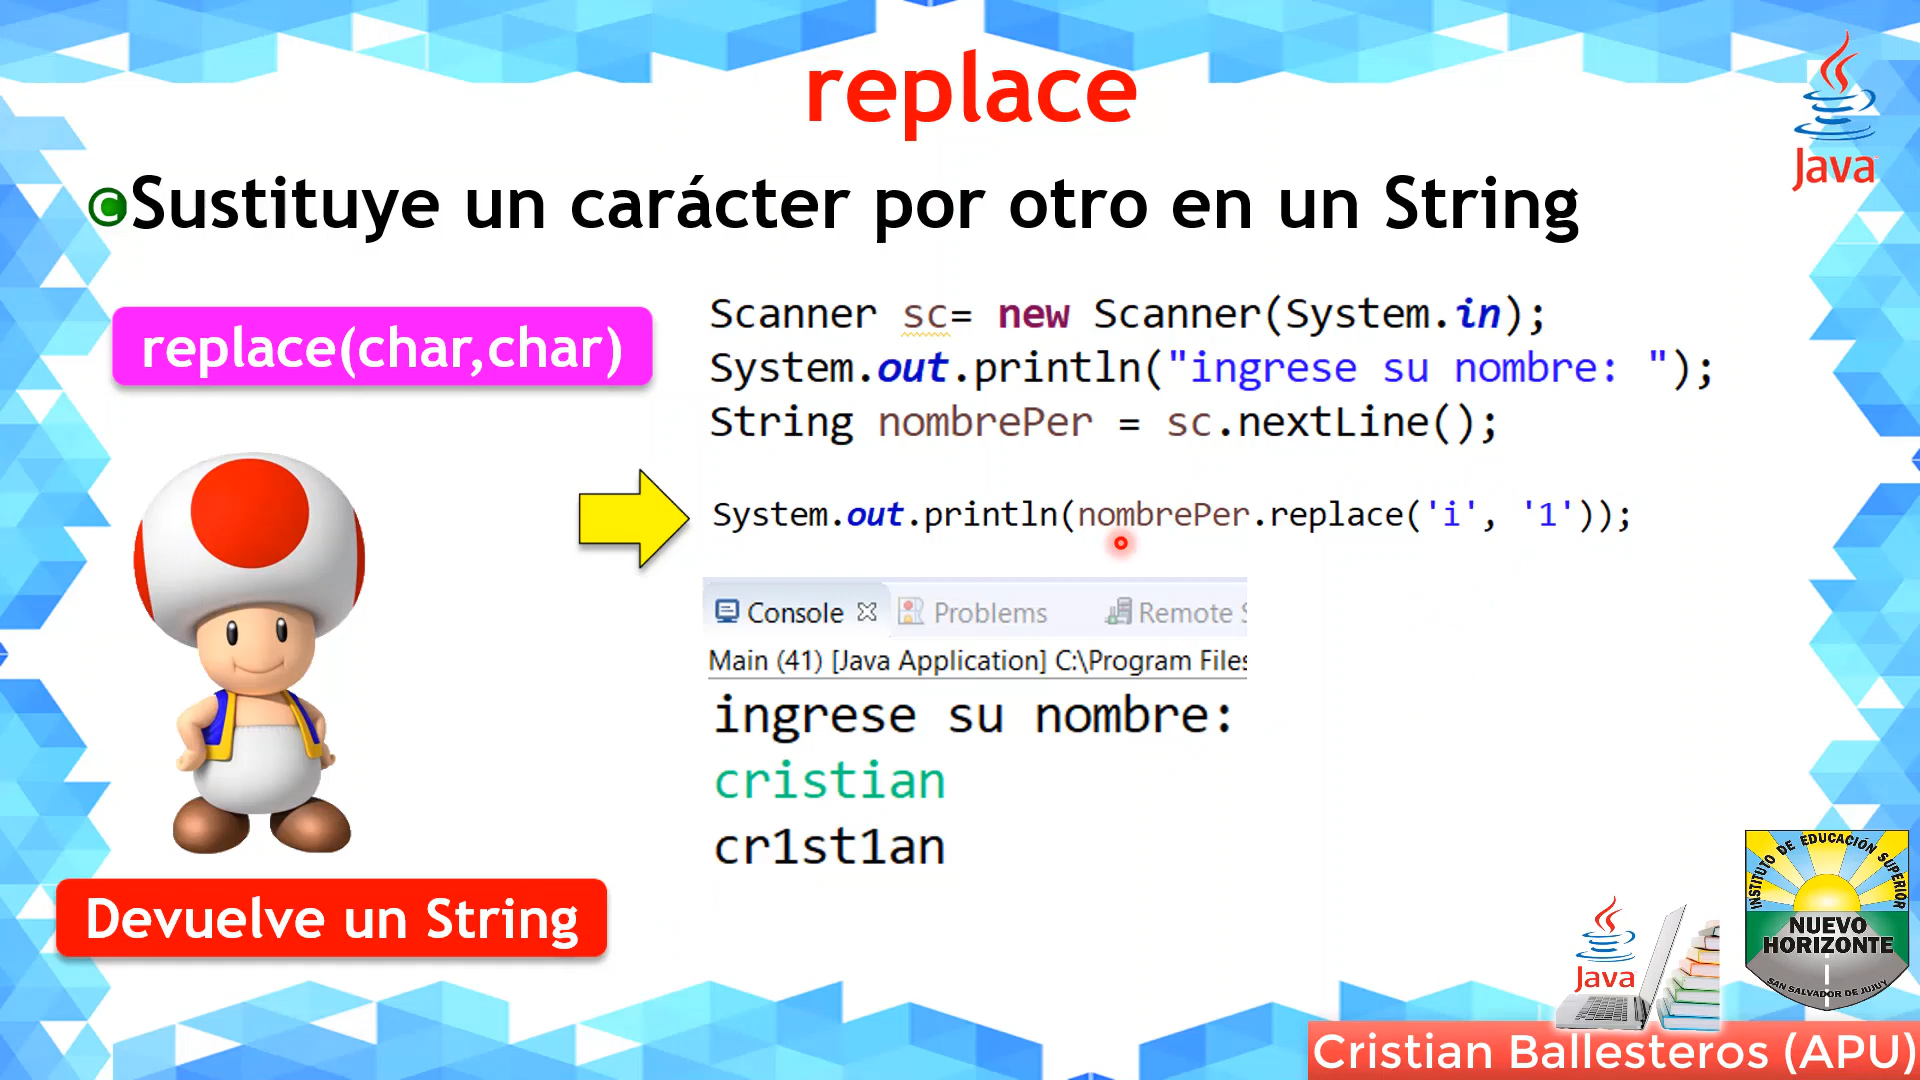 replace
Java
Sustituye un carácter por otro en un String
replace(char,char)
Scanner sc= new Scanner(System.in);
System.out.println("ingrese su nombre: ");
String nombrePer = sc.nextLine();
System.out.println(nombrePer.replace('i', '1'));
Console Problems Remote S
Main (41) [Java Application] C:\Program Files
ingrese su nombre:
cristian
cr1st1an
Devuelve un String
INSTITUTO DE EDUCACIÓN SUPERIOR
NUEVO
HORIZONTE
SAN SALVADOR DE JUJUY
Java
Cristian Ballesteros (APU)